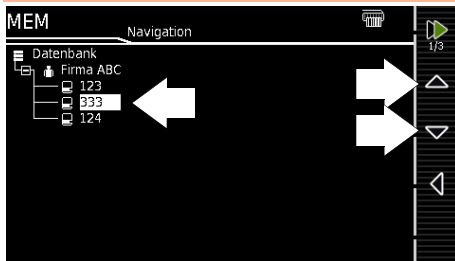 MEM
Navigation
1/3
Datenbank
Firma ABC
123
333
124